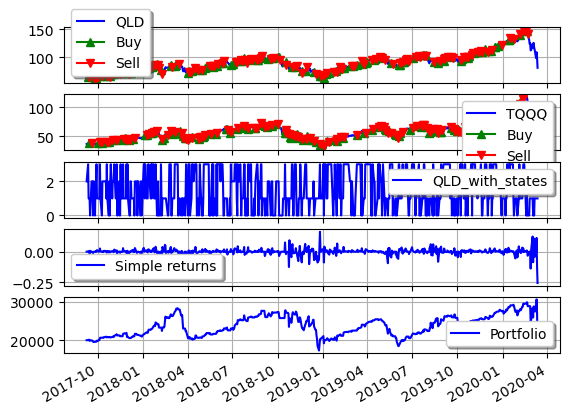 150
100
QLD
Buy
Sell
100
50
TQQQ
Buy
Sell
2
0
QLD_with_states
0.00
−0.25
Simple returns
30000
20000
Portfolio
2017-10
2018-01
2018-04
2018-07
2018-10
2019-01
2019-04
2019-07
2019-10
2020-01
2020-04